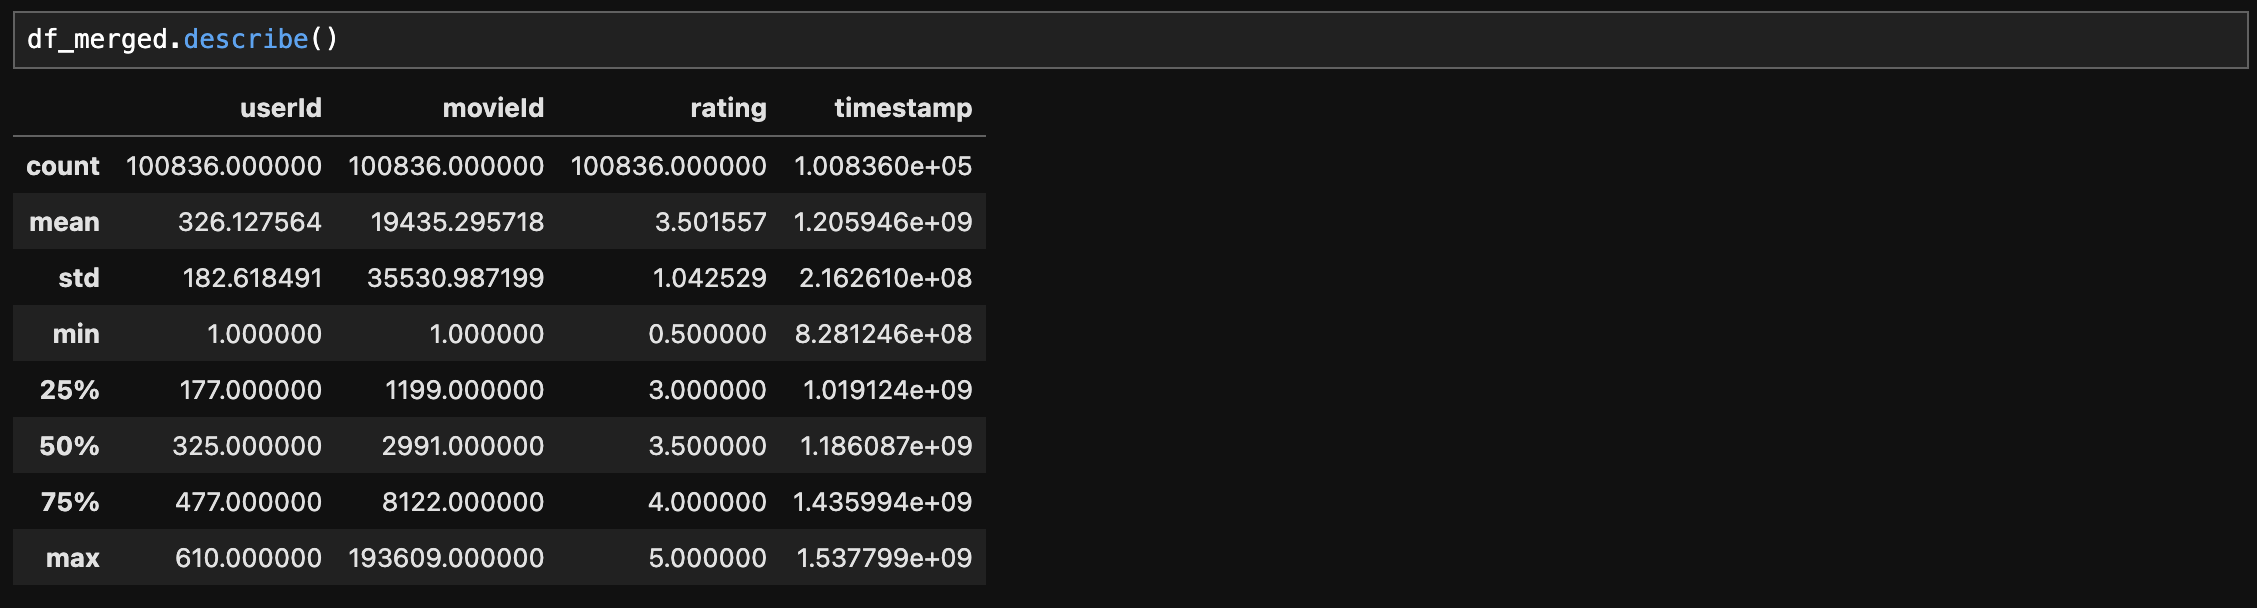 df_merged.describe()
userId movieId rating timestamp
count 100836.000000 100836.000000 100836.000000 1.008360e+05
mean 326.127564 19435.295718 3.501557 1.205946e+09
std 182.618491 35530.987199 1.042529 2.162610e+08
min 1.000000 1.000000 0.500000 8.281246e+08
25% 177.000000 1199.000000 3.000000 1.019124e+09
50% 325.000000 2991.000000 3.500000 1.186087e+09
75% 477.000000 8122.000000 4.000000 1.435994e+09
max 610.000000 193609.000000 5.000000 1.537799e+09